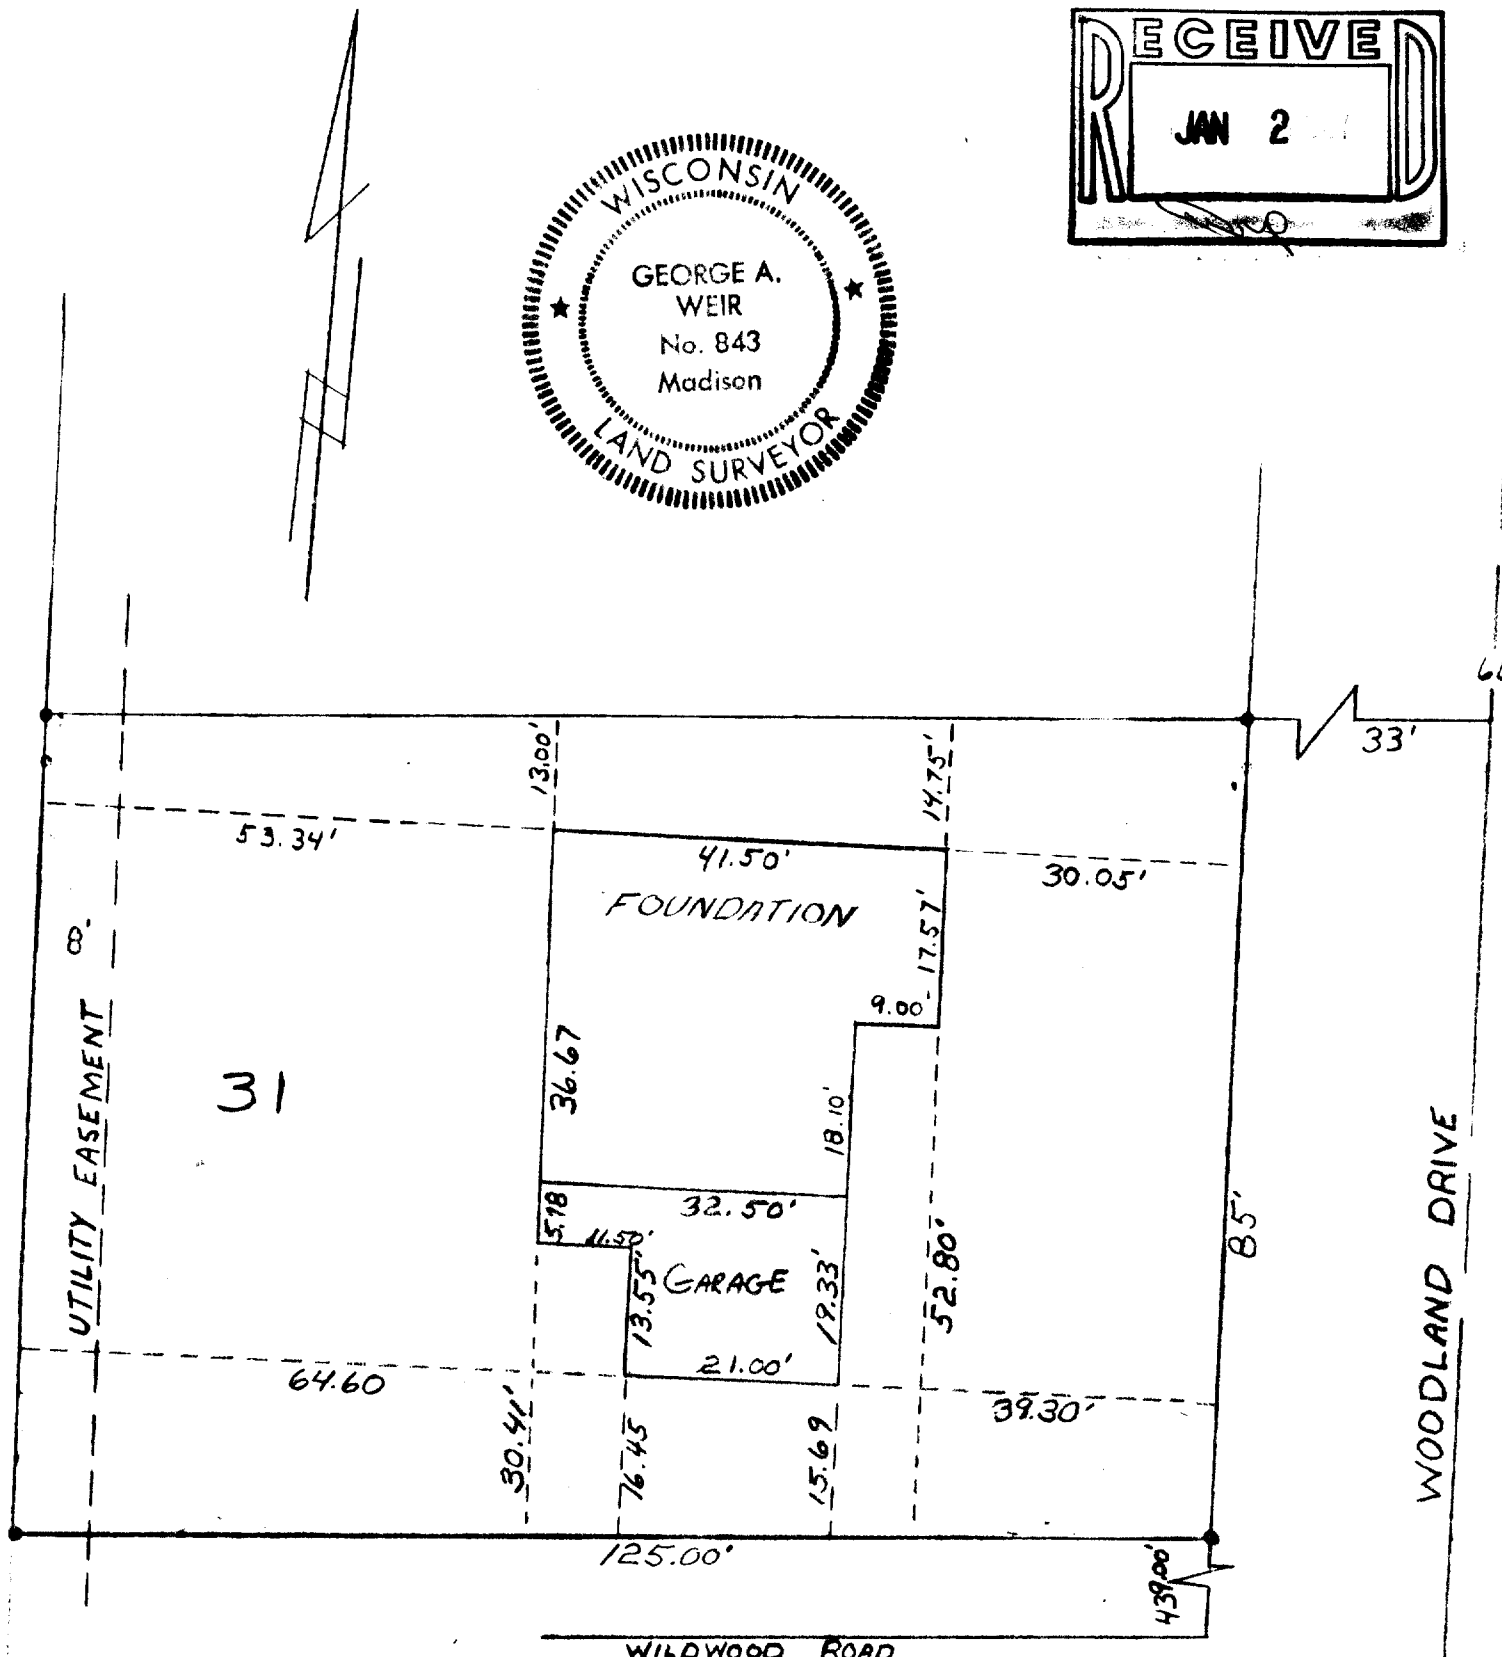 RECEIVED
JAN 2
WISCONSIN
GEORGE A.
WEIR
No. 843
Madison
LAND SURVEYOR
33'
13.00'
14.75'
53.34'
41.50'
30.05'
FOUNDATION
17.57'
8'
9.00'
36.67
31
18.10'
UTILITY EASEMENT
5.78
32.50'
11.50'
GARAGE
13.55'
19.33'
52.80'
85'
WOODLAND DRIVE
64.60
21.00'
39.30'
30.41'
16.45
15.69
125.00'
439.00'
WILDWOOD ROAD